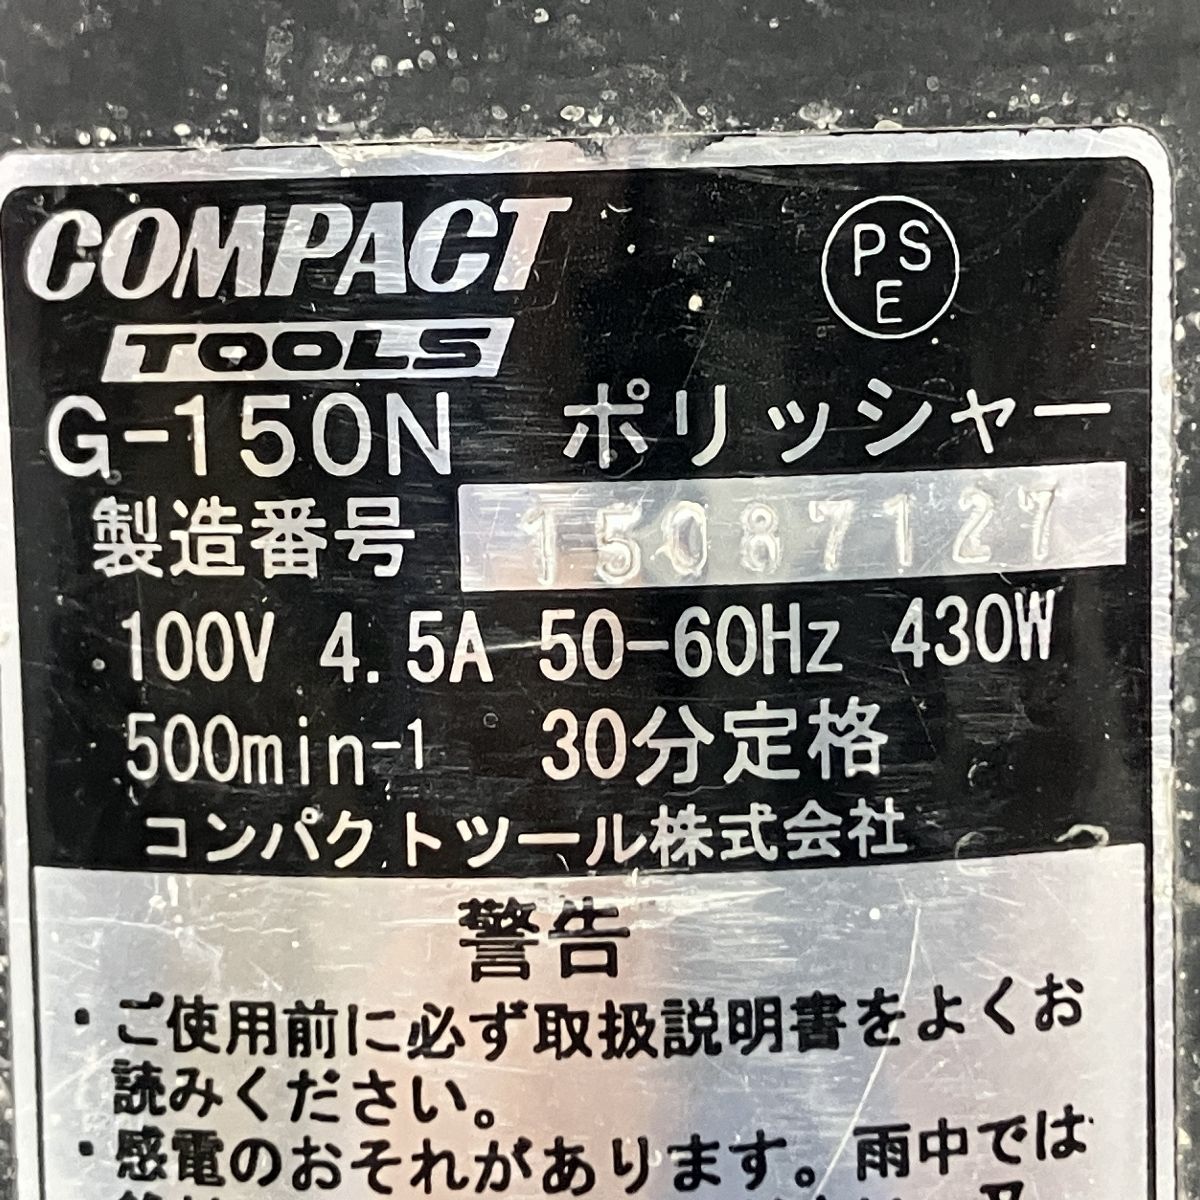 COMPACT
TOOLS
PS
E
G-150N ポリッシャー
製造番号 15087127
100V 4.5A 50-60Hz 430W
500min-1 30分定格
コンパクトツール株式会社
警告
・ご使用前に必ず取扱説明書をよくお
読みください。
・感電のおそれがあります。雨中では